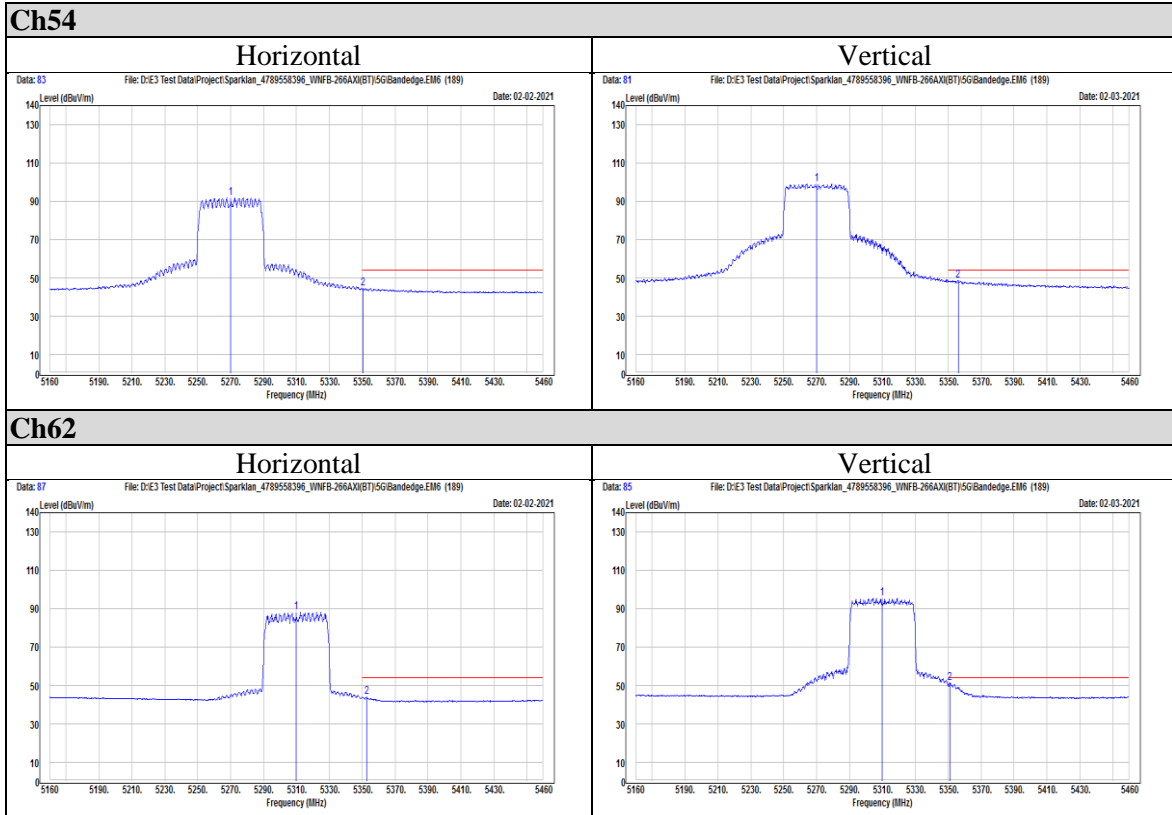 Ch54
Horizontal
Vertical
Data: 83 File: D:\E3 Test Data\Project\Sparklan_4789558396_WNFB-266AXI(BT)\5G\Bandedge.EM6 (189)
Level (dBuV/m)
Date: 02-02-2021
140
130
110
90
70
50
30
10
0
1
2
5160 5190. 5210. 5230. 5250. 5270. 5290. 5310. 5330. 5350. 5370. 5390. 5410. 5430. 5460
Frequency (MHz)
Data: 81 File: D:\E3 Test Data\Project\Sparklan_4789558396_WNFB-266AXI(BT)\5G\Bandedge.EM6 (189)
Level (dBuV/m)
Date: 02-03-2021
140
130
110
90
70
50
30
10
0
1
2
5160 5190. 5210. 5230. 5250. 5270. 5290. 5310. 5330. 5350. 5370. 5390. 5410. 5430. 5460
Frequency (MHz)
Ch62
Horizontal
Vertical
Data: 87 File: D:\E3 Test Data\Project\Sparklan_4789558396_WNFB-266AXI(BT)\5G\Bandedge.EM6 (189)
Level (dBuV/m)
Date: 02-02-2021
140
130
110
90
70
50
30
10
0
1
2
5160 5190. 5210. 5230. 5250. 5270. 5290. 5310. 5330. 5350. 5370. 5390. 5410. 5430. 5460
Frequency (MHz)
Data: 85 File: D:\E3 Test Data\Project\Sparklan_4789558396_WNFB-266AXI(BT)\5G\Bandedge.EM6 (189)
Level (dBuV/m)
Date: 02-03-2021
140
130
110
90
70
50
30
10
0
1
2
5160 5190. 5210. 5230. 5250. 5270. 5290. 5310. 5330. 5350. 5370. 5390. 5410. 5430. 5460
Frequency (MHz)